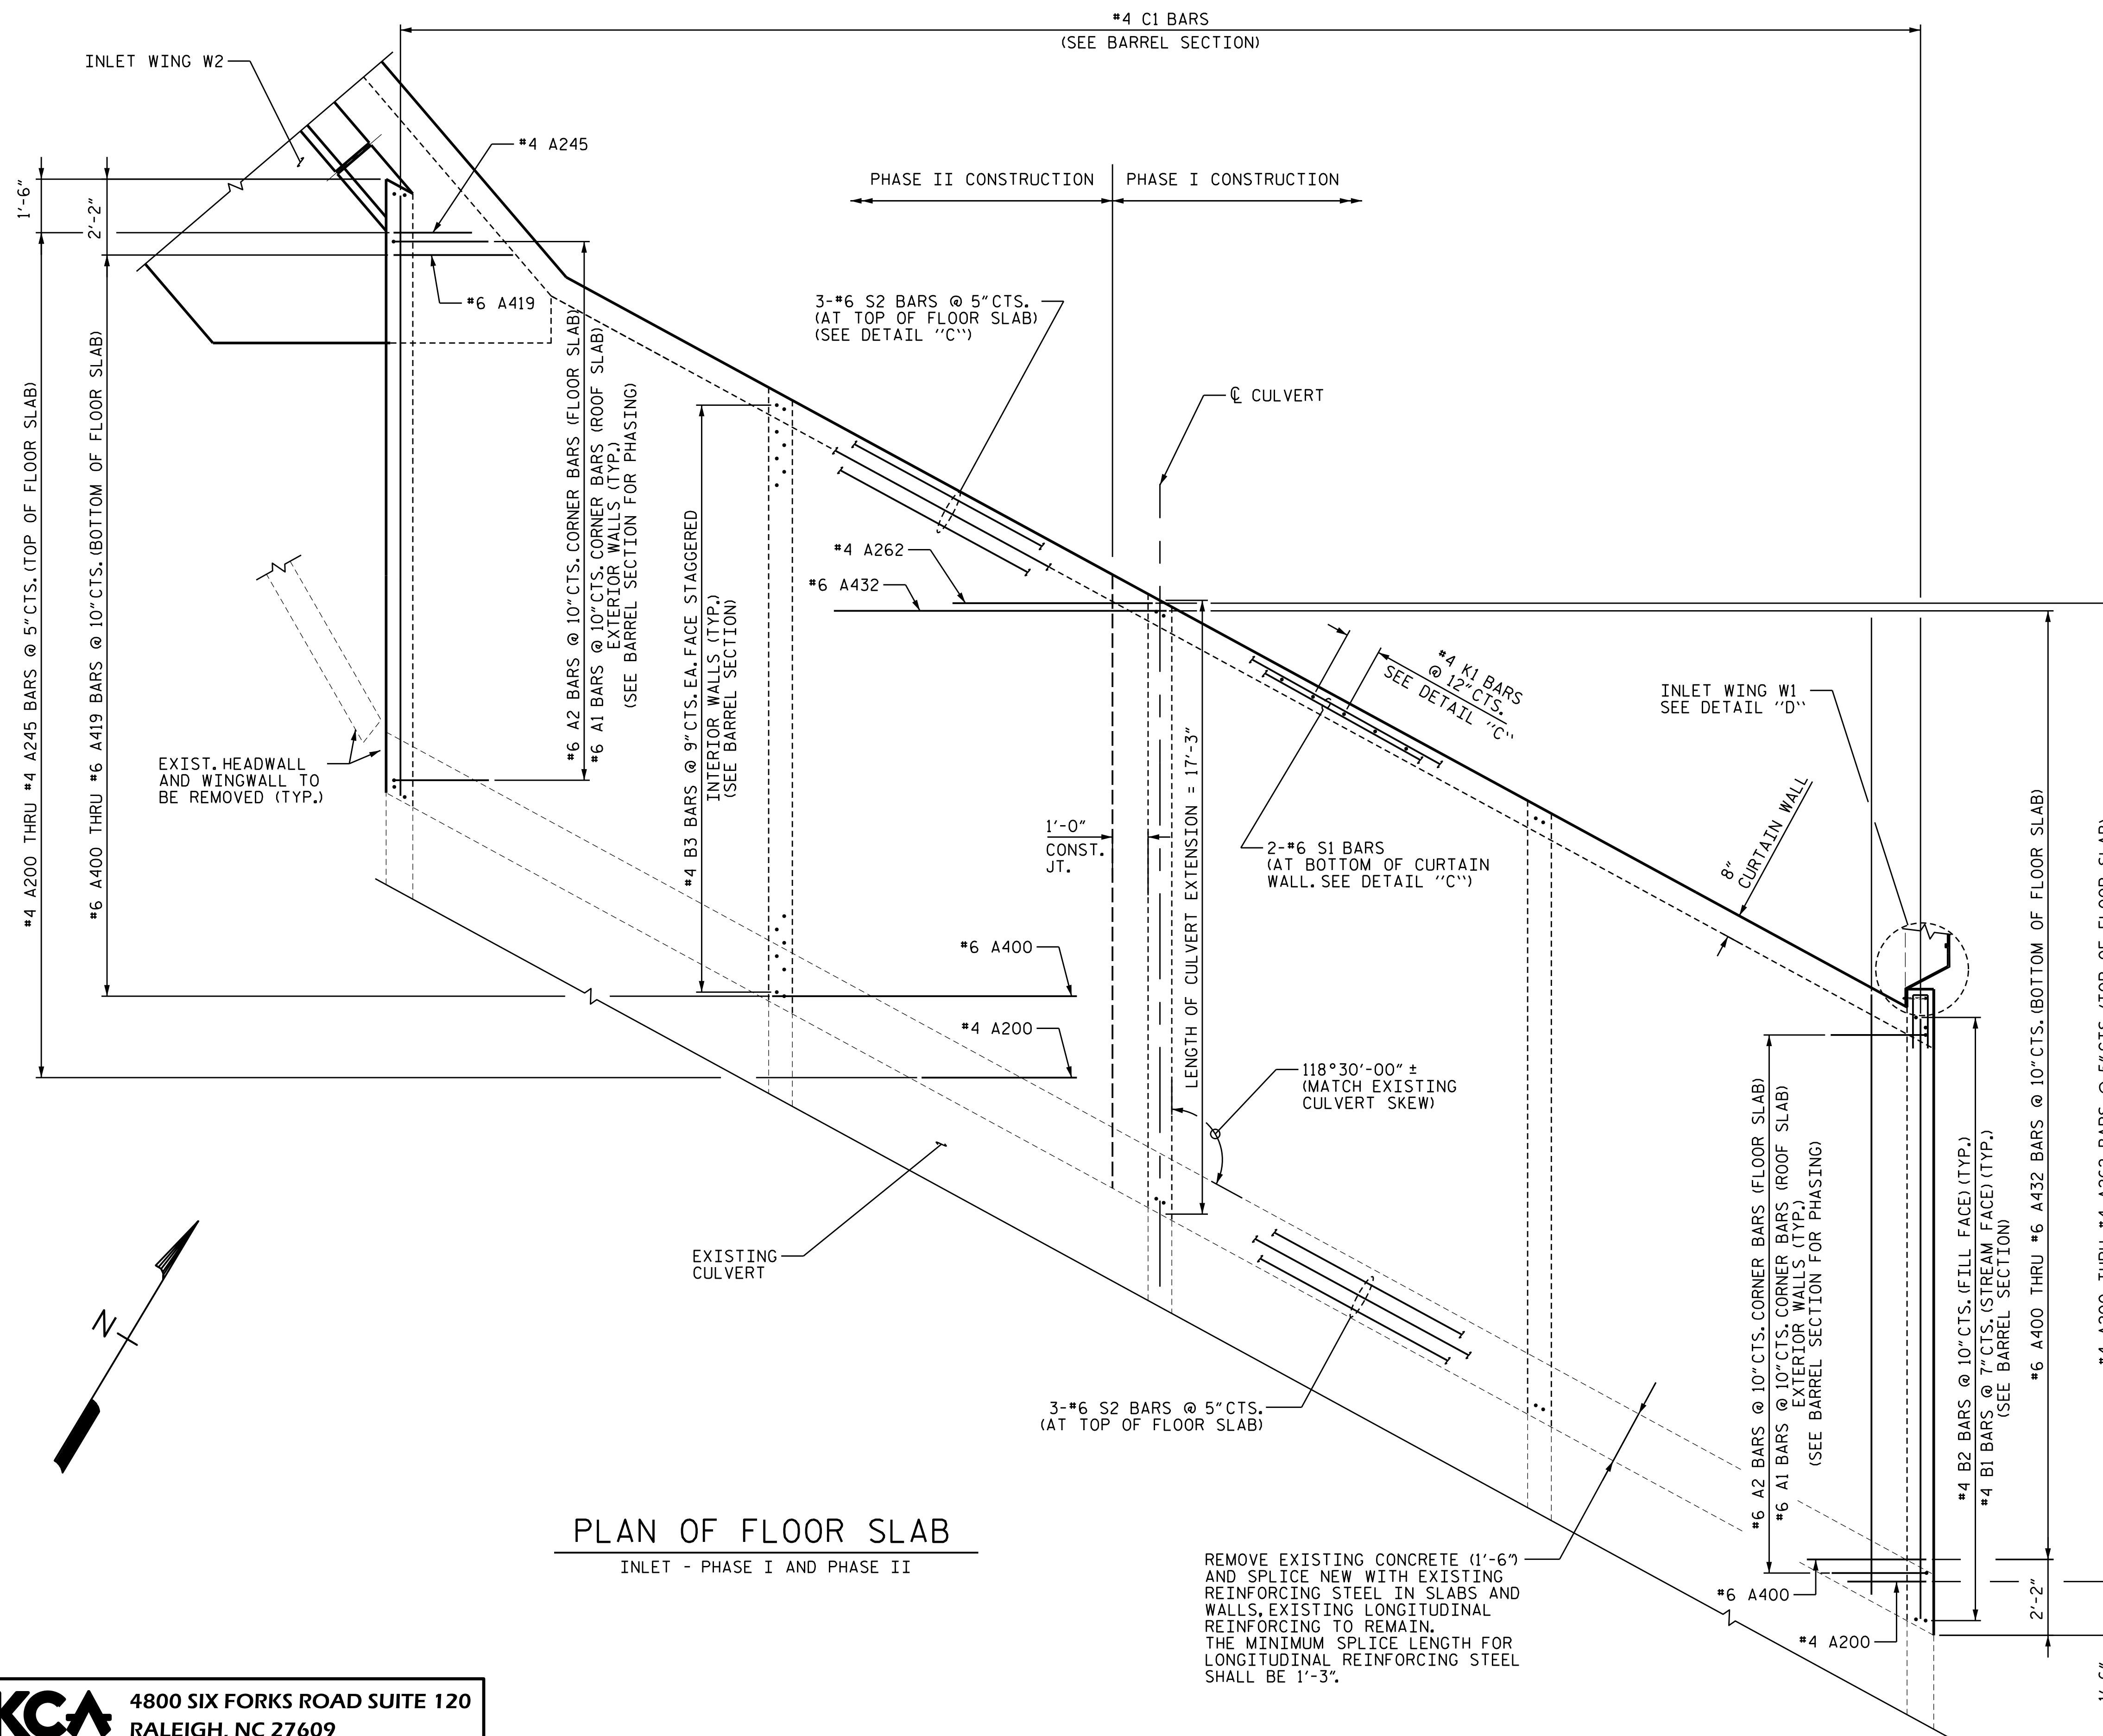 #4 C1 BARS
(SEE BARREL SECTION)
INLET WING W2
#4 A245
1'-6"
2'-2"
#6 A419
PHASE II CONSTRUCTION
PHASE I CONSTRUCTION
3-#6 S2 BARS @ 5"CTS.
(AT TOP OF FLOOR SLAB)
(SEE DETAIL "C")
℄ CULVERT
#4 A200 THRU #4 A245 BARS @ 5"CTS.(TOP OF FLOOR SLAB)
#6 A400 THRU #6 A419 BARS @ 10"CTS.(BOTTOM OF FLOOR SLAB)
#6 A2 BARS @ 10"CTS.CORNER BARS (FLOOR SLAB)
#6 A1 BARS @ 10"CTS.CORNER BARS (ROOF SLAB)
EXTERIOR WALLS (TYP.)
(SEE BARREL SECTION FOR PHASING)
#4 B3 BARS @ 9"CTS.EA.FACE STAGGERED
INTERIOR WALLS (TYP.)
(SEE BARREL SECTION)
#4 A262
#6 A432
#4 K1 BARS
@ 12"CTS.
SEE DETAIL "C"
INLET WING W1
SEE DETAIL "D"
EXIST.HEADWALL
AND WINGWALL TO
BE REMOVED (TYP.)
LENGTH OF CULVERT EXTENSION = 17'-3"
1'-0"
CONST.
JT.
2-#6 S1 BARS
(AT BOTTOM OF CURTAIN
WALL.SEE DETAIL "C")
8"
CURTAIN WALL
#6 A400
#4 A200
118°30'-00" ±
(MATCH EXISTING
CULVERT SKEW)
EXISTING
CULVERT
N
3-#6 S2 BARS @ 5"CTS.
(AT TOP OF FLOOR SLAB)
#6 A2 BARS @ 10"CTS.CORNER BARS (FLOOR SLAB)
#6 A1 BARS @ 10"CTS.CORNER BARS (ROOF SLAB)
EXTERIOR WALLS (TYP.)
(SEE BARREL SECTION FOR PHASING)
#4 B2 BARS @ 10"CTS.(FILL FACE)(TYP.)
#4 B1 BARS @ 7"CTS.(STREAM FACE)(TYP.)
(SEE BARREL SECTION)
#6 A400 THRU #6 A432 BARS @ 10"CTS.(BOTTOM OF FLOOR SLAB)
#4 A200 THRU #4 A262 BARS @ 5"CTS.(TOP OF FLOOR SLAB)
2'-2"
1'-6"
#6 A400
#4 A200
PLAN OF FLOOR SLAB
INLET - PHASE I AND PHASE II
REMOVE EXISTING CONCRETE (1'-6")
AND SPLICE NEW WITH EXISTING
REINFORCING STEEL IN SLABS AND
WALLS,EXISTING LONGITUDINAL
REINFORCING TO REMAIN.
THE MINIMUM SPLICE LENGTH FOR
LONGITUDINAL REINFORCING STEEL
SHALL BE 1'-3".
KCA
4800 SIX FORKS ROAD SUITE 120
RALEIGH, NC 27609